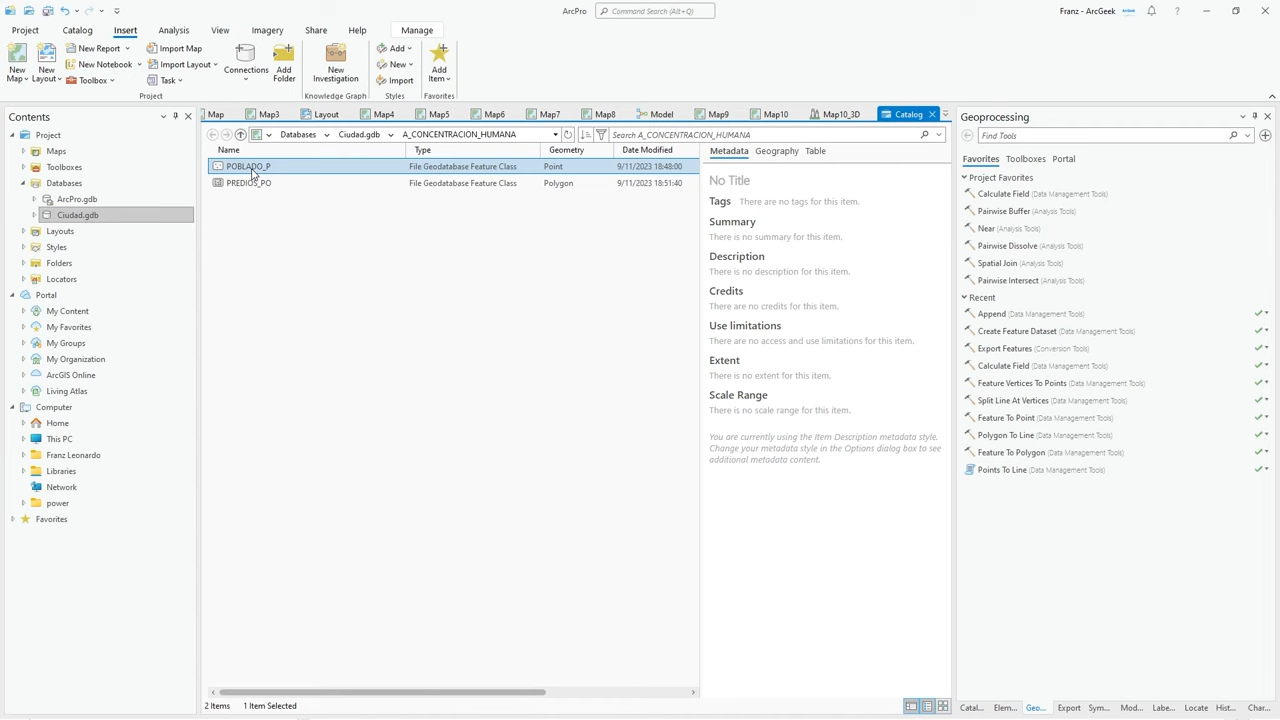 ArcPro
Command Search (Alt+Q)
Franz - ArcGeek
Project
Catalog
Insert
Analysis
View
Imagery
Share
Help
Manage
New Map
New Layout
New Report
New Notebook
Toolbox
Import Map
Import Layout
Task
Connections
Add Folder
New Investigation
Add
New
Import
Add Item
Project
Knowledge Graph
Styles
Favorites
Contents
Project
Maps
Toolboxes
Databases
ArcPro.gdb
Ciudad.gdb
Layouts
Styles
Folders
Locators
Portal
My Content
My Favorites
My Groups
My Organization
ArcGIS Online
Living Atlas
Computer
Home
This PC
Franz Leonardo
Libraries
Network
power
Favorites
Map
Map3
Layout
Map4
Map5
Map6
Map7
Map8
Model
Map9
Map10
Map10_3D
Catalog
Databases
Ciudad.gdb
A_CONCENTRACION_HUMANA
Search A_CONCENTRACION_HUMANA
Name Type Geometry Date Modified
POBLADO_P File Geodatabase Feature Class Point 9/11/2023 18:48:00
PREDIOS_PO File Geodatabase Feature Class Polygon 9/11/2023 18:51:40
2 Items 1 Item Selected
Metadata Geography Table
No Title
Tags There are no tags for this item.
Summary
There is no summary for this item.
Description
There is no description for this item.
Credits
There are no credits for this item.
Use limitations
There are no access and use limitations for this item.
Extent
There is no extent for this item.
Scale Range
There is no scale range for this item.
You are currently using the Item Description metadata style.
Change your metadata style in the Options dialog box to see
additional metadata content.
Geoprocessing
Find Tools
Favorites Toolboxes Portal
Project Favorites
Calculate Field (Data Management Tools)
Pairwise Buffer (Analysis Tools)
Near (Analysis Tools)
Pairwise Dissolve (Analysis Tools)
Spatial Join (Analysis Tools)
Pairwise Intersect (Analysis Tools)
Recent
Append (Data Management Tools)
Create Feature Dataset (Data Management Tools)
Export Features (Conversion Tools)
Calculate Field (Data Management Tools)
Feature Vertices To Points (Data Management Tools)
Split Line At Vertices (Data Management Tools)
Feature To Point (Data Management Tools)
Polygon To Line (Data Management Tools)
Feature To Polygon (Data Management Tools)
Points To Line (Data Management Tools)
Catal... Elem... Geo... Export Sym... Mod... Labe... Locate Hist... Char...